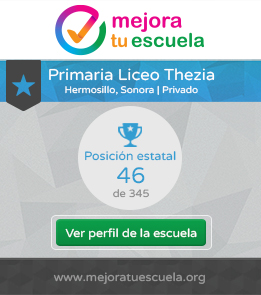 mejora
tu escuela
Primaria Liceo Thezia
Hermosillo, Sonora | Privado
Posición estatal
46
de 345
Ver perfil de la escuela
www.mejoratuescuela.org